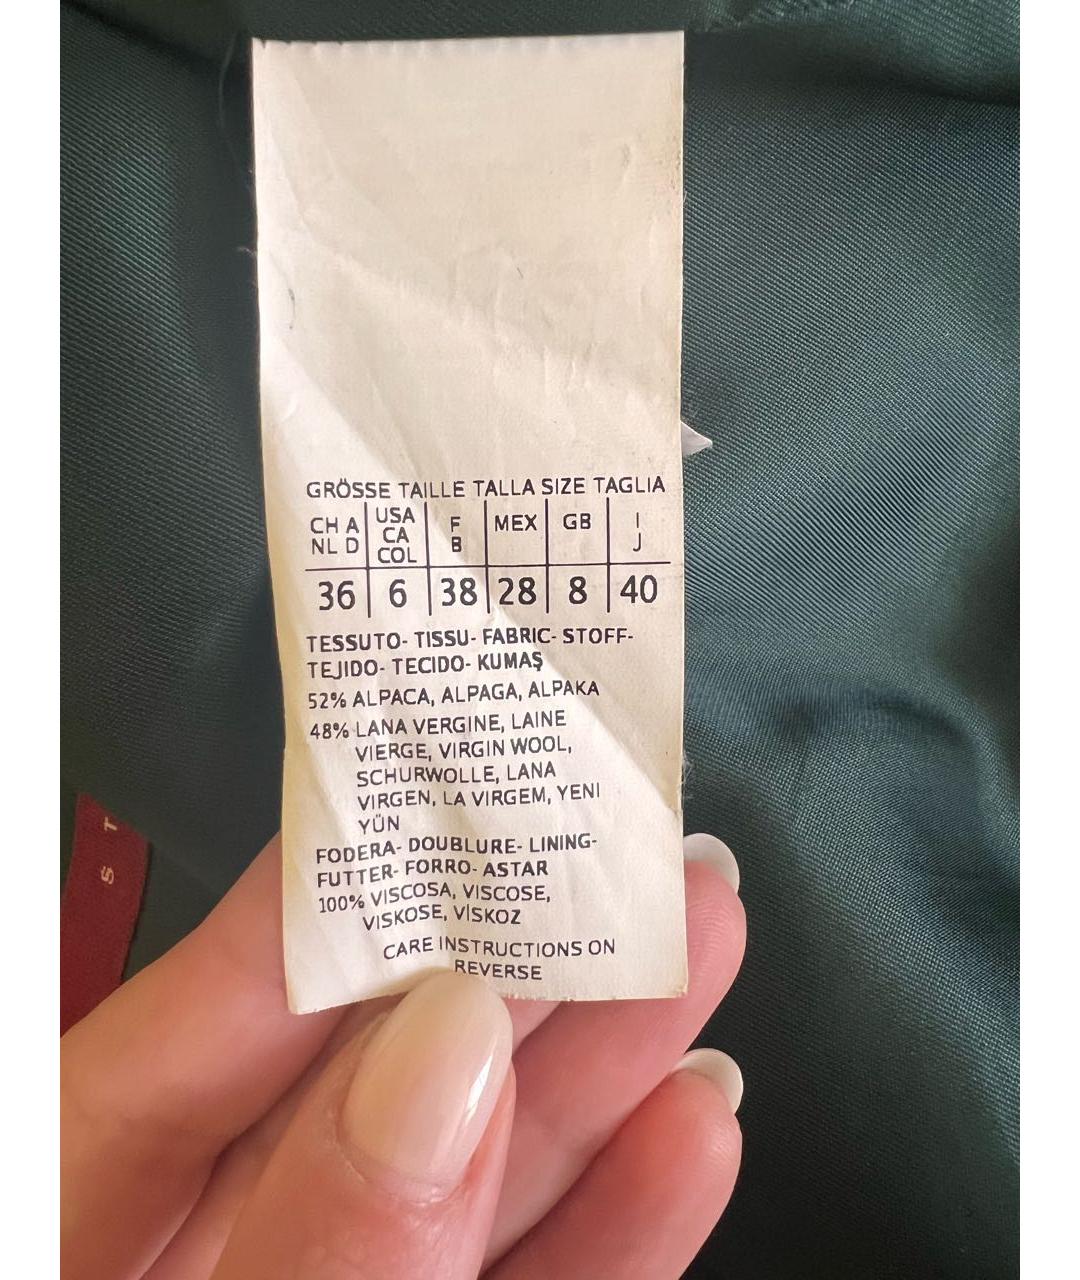 GRÖSSE TAILLE TALLA SIZE TAGLIA
CH A NL D | USA CA COL | F B | MEX | GB | I J
36 | 6 | 38 | 28 | 8 | 40
TESSUTO- TISSU- FABRIC- STOFF-
TEJIDO- TECIDO- KUMAŞ
52% ALPACA, ALPAGA, ALPAKA
48% LANA VERGINE, LAINE
VIERGE, VIRGIN WOOL,
SCHURWOLLE, LANA
VIRGEN, LA VIRGEM, YENI
YÜN
FODERA- DOUBLURE- LINING-
FUTTER- FORRO- ASTAR
100% VISCOSA, VISCOSE,
VISKOSE, VİSKOZ
CARE INSTRUCTIONS ON
REVERSE
S T